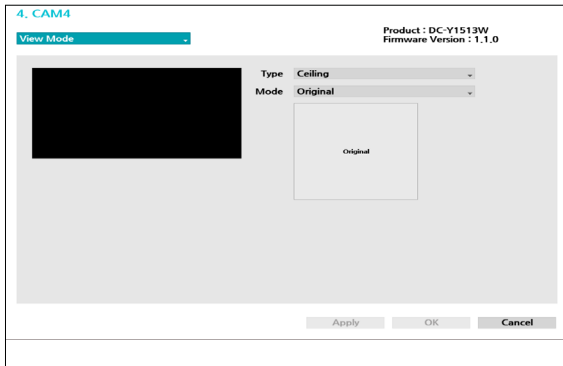 4. CAM4
Product : DC-Y1513W
View Mode
Firmware Version : 1.1.0
Type Ceiling
Mode Original
Original
Apply OK Cancel